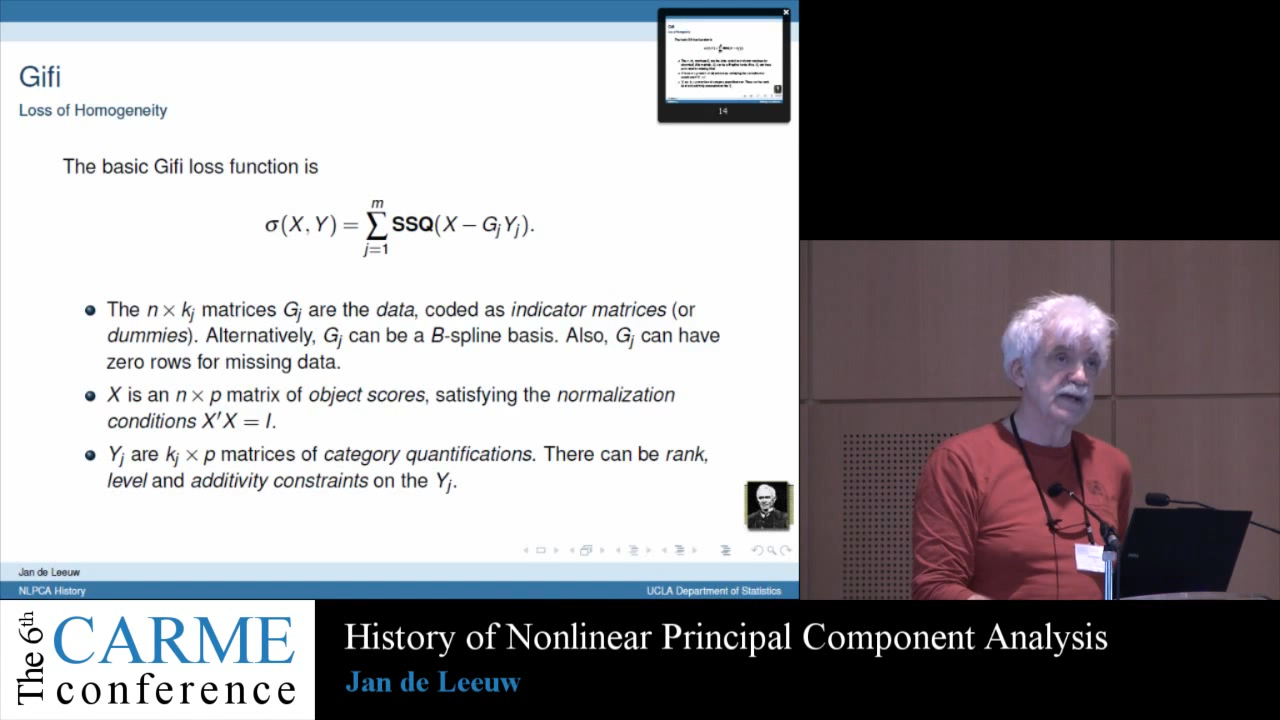 Gifi
Loss of Homogeneity
14
The basic Gifi loss function is
σ(X, Y) = ∑_{j=1}^{m} SSQ(X − G_j Y_j).
The n × k_j matrices G_j are the data, coded as indicator matrices (or
dummies). Alternatively, G_j can be a B-spline basis. Also, G_j can have
zero rows for missing data.
X is an n × p matrix of object scores, satisfying the normalization
conditions X′X = I.
Y_j are k_j × p matrices of category quantifications. There can be rank,
level and additivity constraints on the Y_j.
Jan de Leeuw
NLPCA History
UCLA Department of Statistics
The 6th
CARME
conference
History of Nonlinear Principal Component Analysis
Jan de Leeuw